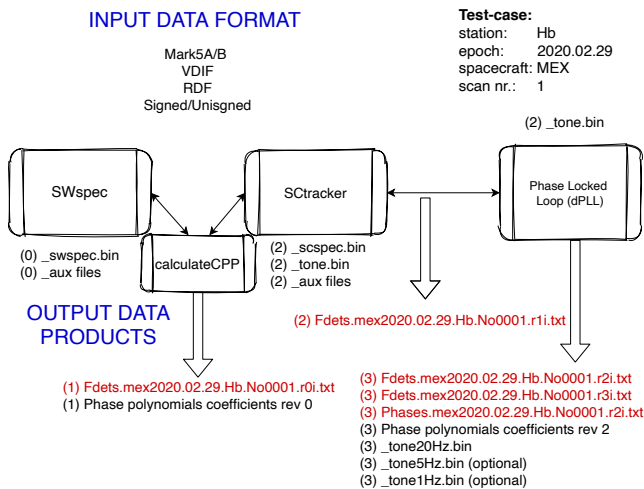 INPUT DATA FORMAT
Mark5A/B
VDIF
RDF
Signed/Unisgned
Test-case:
station: Hb
epoch: 2020.02.29
spacecraft: MEX
scan nr.: 1
(2) _tone.bin
SWspec
SCtracker
Phase Locked
Loop (dPLL)
calculateCPP
(0) _swspec.bin
(0) _aux files
(2) _scspec.bin
(2) _tone.bin
(2) _aux files
OUTPUT DATA
PRODUCTS
(2) Fdets.mex2020.02.29.Hb.No0001.r1i.txt
(1) Fdets.mex2020.02.29.Hb.No0001.r0i.txt
(1) Phase polynomials coefficients rev 0
(3) Fdets.mex2020.02.29.Hb.No0001.r2i.txt
(3) Fdets.mex2020.02.29.Hb.No0001.r3i.txt
(3) Phases.mex2020.02.29.Hb.No0001.r2i.txt
(3) Phase polynomials coefficients rev 2
(3) _tone20Hz.bin
(3) _tone5Hz.bin (optional)
(3) _tone1Hz.bin (optional)